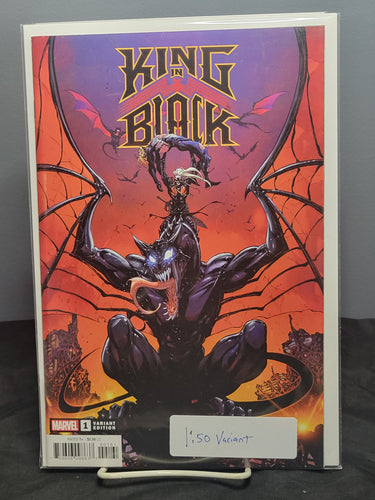 KING
IN
BLACK
MARVEL
1
VARIANT
EDITION
1:50 Variant